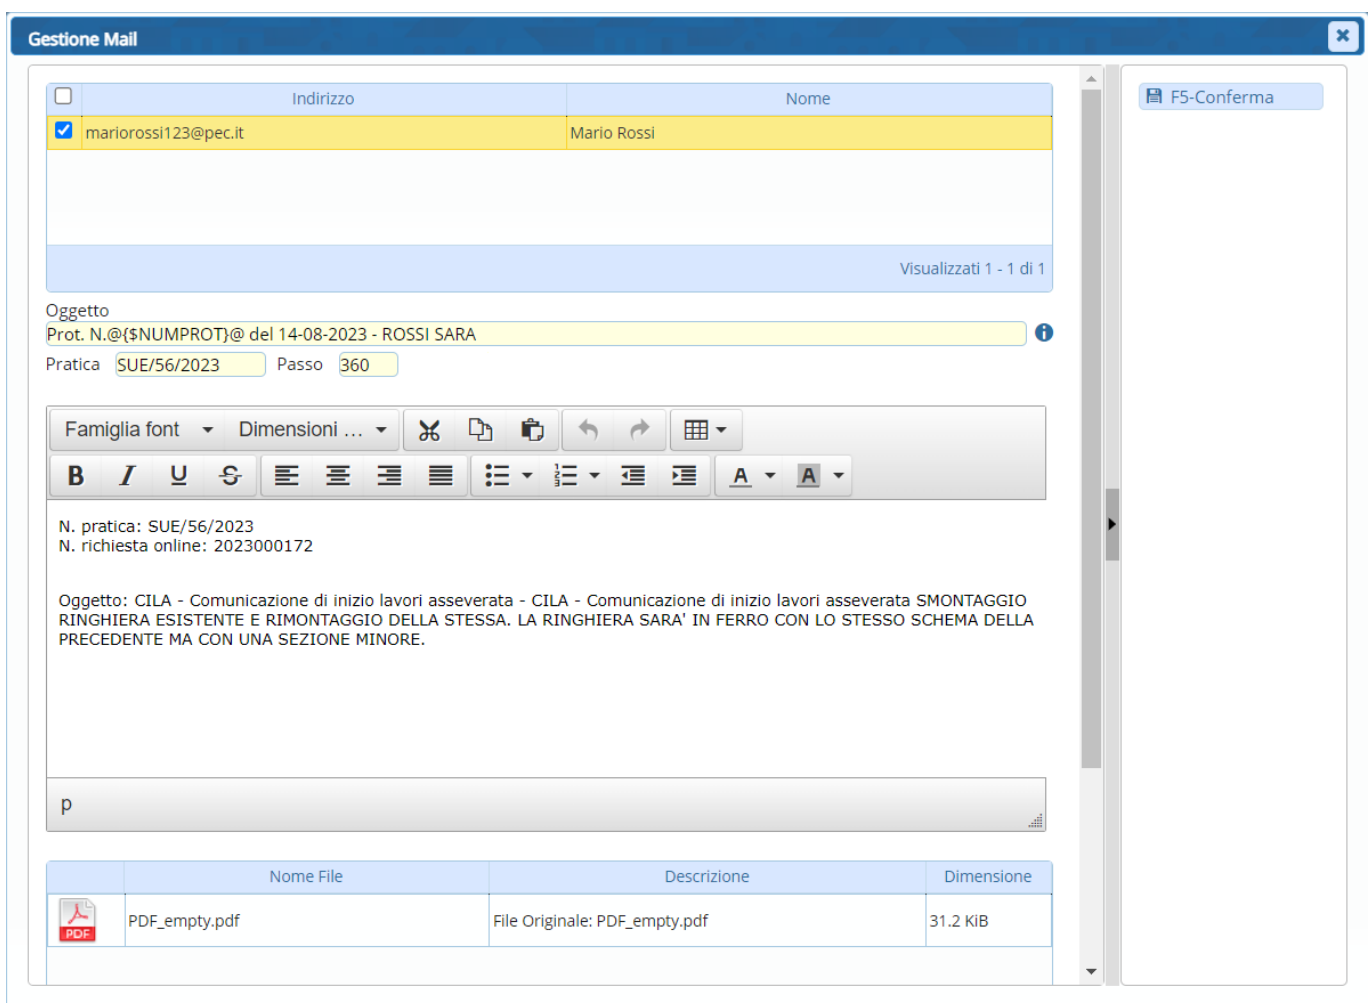 Gestione Mail
F5-Conferma
Indirizzo Nome
mariorossi123@pec.it Mario Rossi
Visualizzati 1 - 1 di 1
Oggetto
Prot. N.@{$NUMPROT}@ del 14-08-2023 - ROSSI SARA
Pratica SUE/56/2023 Passo 360
Famiglia font Dimensioni ...
N. pratica: SUE/56/2023
N. richiesta online: 2023000172
Oggetto: CILA - Comunicazione di inizio lavori asseverata - CILA - Comunicazione di inizio lavori asseverata SMONTAGGIO
RINGHIERA ESISTENTE E RIMONTAGGIO DELLA STESSA. LA RINGHIERA SARA' IN FERRO CON LO STESSO SCHEMA DELLA
PRECEDENTE MA CON UNA SEZIONE MINORE.
p
Nome File Descrizione Dimensione
PDF PDF_empty.pdf File Originale: PDF_empty.pdf 31.2 KiB